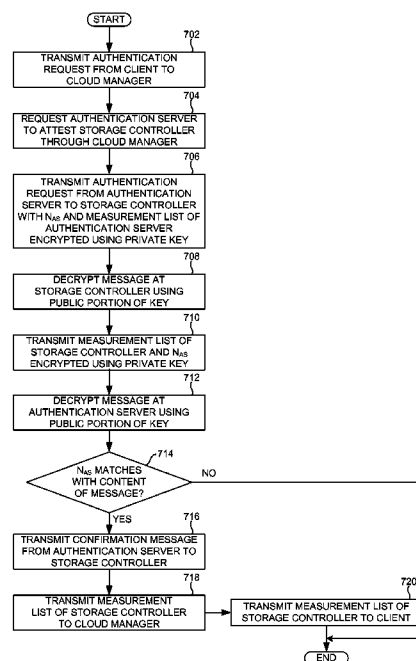 START
702
TRANSMIT AUTHENTICATION
REQUEST FROM CLIENT TO
CLOUD MANAGER
704
REQUEST AUTHENTICATION SERVER
TO ATTEST STORAGE CONTROLLER
THROUGH CLOUD MANAGER
706
TRANSMIT AUTHENTICATION
REQUEST FROM AUTHENTICATION
SERVER TO STORAGE CONTROLLER
WITH NAS AND MEASUREMENT LIST OF
AUTHENTICATION SERVER
ENCRYPTED USING PRIVATE KEY
708
DECRYPT MESSAGE AT
STORAGE CONTROLLER USING
PUBLIC PORTION OF KEY
710
TRANSMIT MEASUREMENT LIST OF
STORAGE CONTROLLER AND NAS
ENCRYPTED USING PRIVATE KEY
712
DECRYPT MESSAGE AT
AUTHENTICATION SERVER USING
PUBLIC PORTION OF KEY
714
NAS MATCHES
WITH CONTENT
OF MESSAGE?
NO
YES
716
TRANSMIT CONFIRMATION MESSAGE
FROM AUTHENTICATION SERVER TO
STORAGE CONTROLLER
718
TRANSMIT MEASUREMENT
LIST OF STORAGE CONTROLLER
TO CLOUD MANAGER
720
TRANSMIT MEASUREMENT LIST OF
STORAGE CONTROLLER TO CLIENT
END